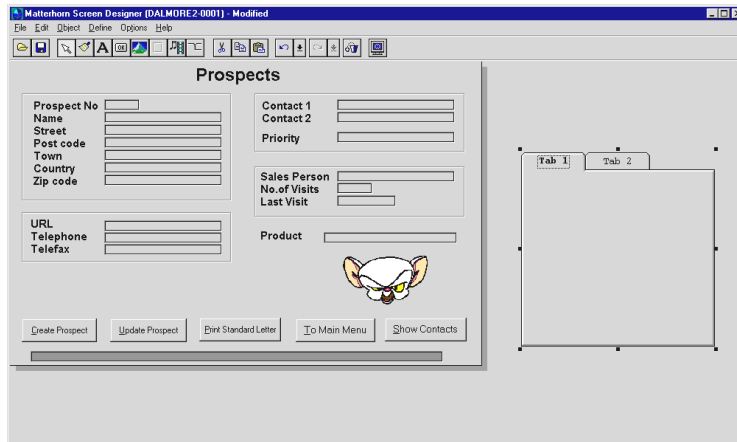 Matterhorn Screen Designer (DALMORE2-0001) - Modified
File Edit Object Define Options Help
A OK
Prospects
Prospect No
Name
Street
Post code
Town
Country
Zip code
Contact 1
Contact 2
Priority
Sales Person
No.of Visits
Last Visit
URL
Telephone
Telefax
Product
Create Prospect Update Prospect Print Standard Letter To Main Menu Show Contacts
Tab 1 Tab 2